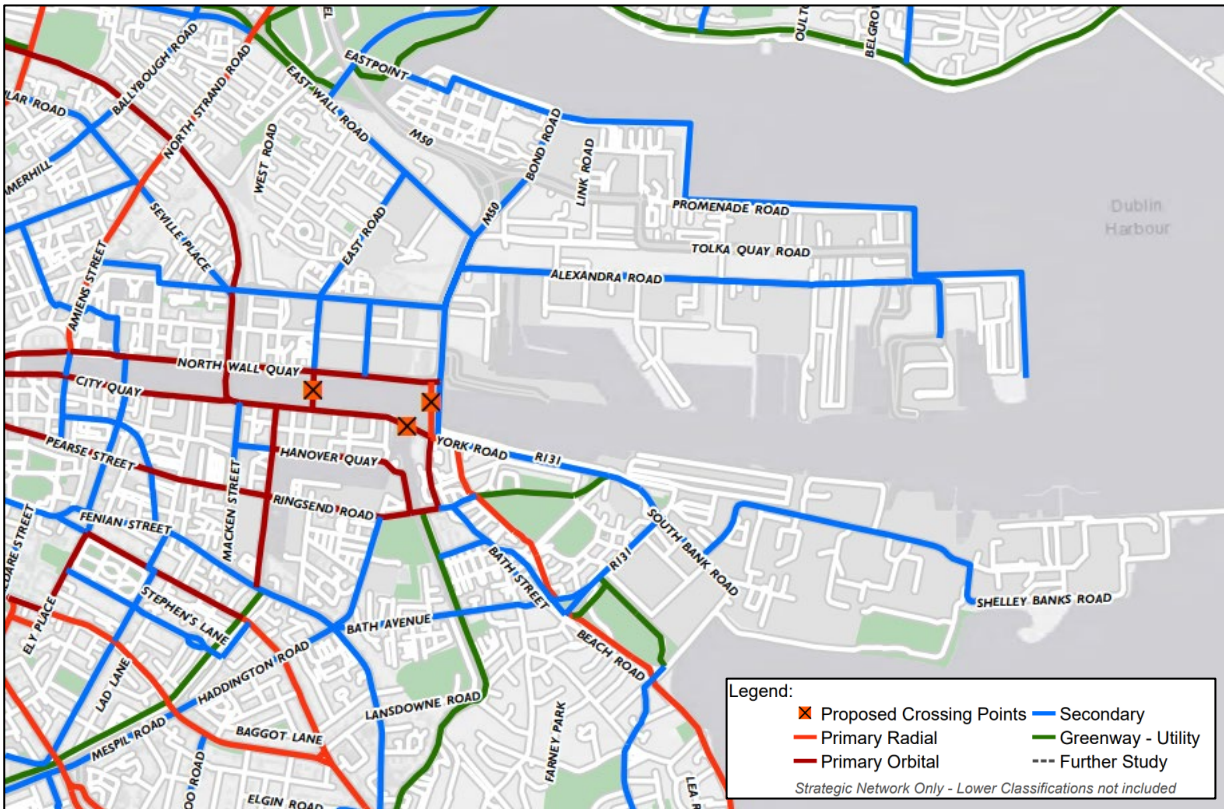 EL
OULTO
BELGRO
BALLYBOUGH ROAD
NORTH STRAND ROAD
EASTPOINT
EAST WALL ROAD
LAR ROAD
MERHILL
WEST ROAD
M50
BOND ROAD
LINK ROAD
M50
PROMENADE ROAD
Dublin
Harbour
SEVILLE PLACE
EAST ROAD
TOLKA QUAY ROAD
ALEXANDRA ROAD
AMIENS STREET
NORTH WALL QUAY
CITY QUAY
PEARSE STREET
HANOVER QUAY
YORK ROAD
R131
MACKEN STREET
RINGSEND ROAD
DARE STREET
FENIAN STREET
SOUTH BANK ROAD
BATH STREET
R131
STEPHEN'S LANE
ELY PLACE
BATH AVENUE
SHELLEY BANKS ROAD
LAD LANE
HADDINGTON ROAD
BEACH ROAD
MESPIL ROAD
LANSDOWNE ROAD
BAGGOT LANE
FARNEY PARK
OO ROAD
ELGIN ROAD
LEA R
Legend:
Proposed Crossing Points
Secondary
Primary Radial
Greenway - Utility
Primary Orbital
Further Study
Strategic Network Only - Lower Classifications not included